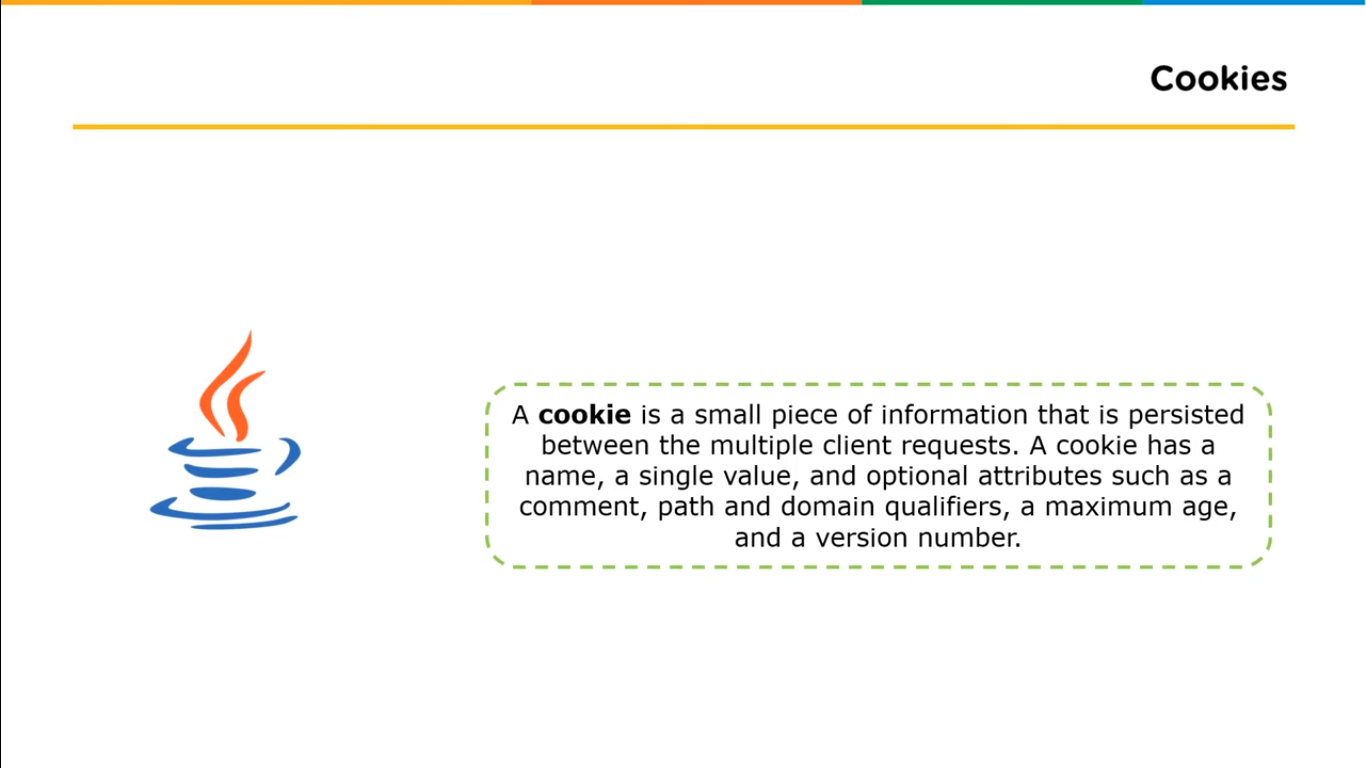 Cookies
A cookie is a small piece of information that is persisted
between the multiple client requests. A cookie has a
name, a single value, and optional attributes such as a
comment, path and domain qualifiers, a maximum age,
and a version number.